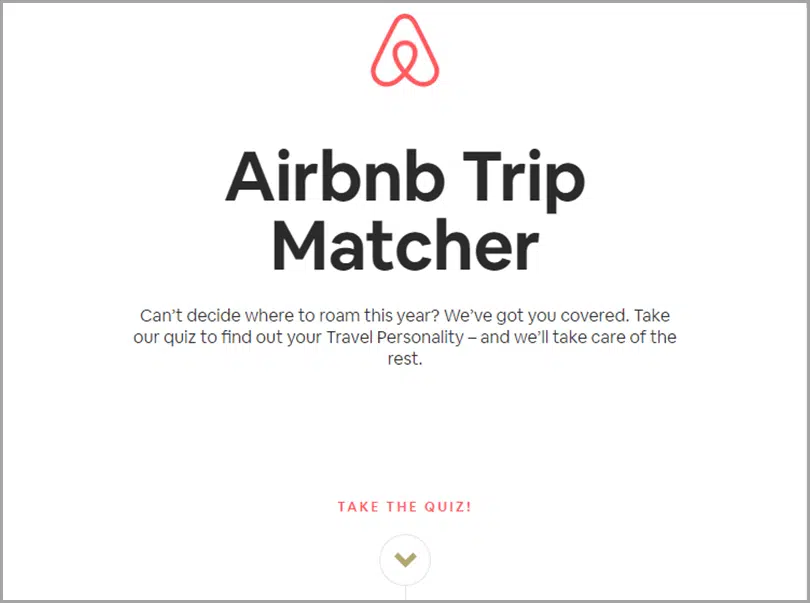 Airbnb Trip
Matcher
Can’t decide where to roam this year? We’ve got you covered. Take
our quiz to find out your Travel Personality – and we’ll take care of the
rest.
TAKE THE QUIZ!